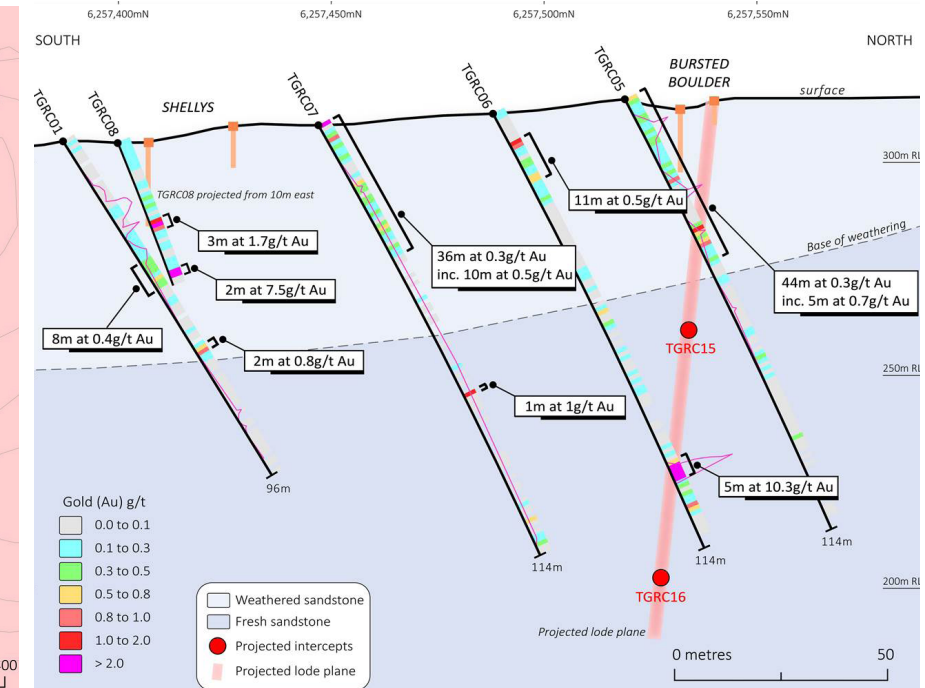 6,257,400mN
6,257,450mN
6,257,500mN
6,257,550mN
SOUTH
NORTH
TGRC01
TGRC08
SHELLYS
TGRC07
TGRC06
TGRC05
BURSTED
BOULDER
surface
300m RL
TGRC08 projected from 10m east
11m at 0.5g/t Au
3m at 1.7g/t Au
Base of weathering
36m at 0.3g/t Au
inc. 10m at 0.5g/t Au
2m at 7.5g/t Au
44m at 0.3g/t Au
inc. 5m at 0.7g/t Au
8m at 0.4g/t Au
TGRC15
2m at 0.8g/t Au
250m RL
1m at 1g/t Au
96m
5m at 10.3g/t Au
114m
114m
114m
Gold (Au) g/t
0.0 to 0.1
0.1 to 0.3
0.3 to 0.5
0.5 to 0.8
0.8 to 1.0
1.0 to 2.0
> 2.0
200m RL
TGRC16
Weathered sandstone
Fresh sandstone
Projected intercepts
Projected lode plane
Projected lode plane
0 metres
50